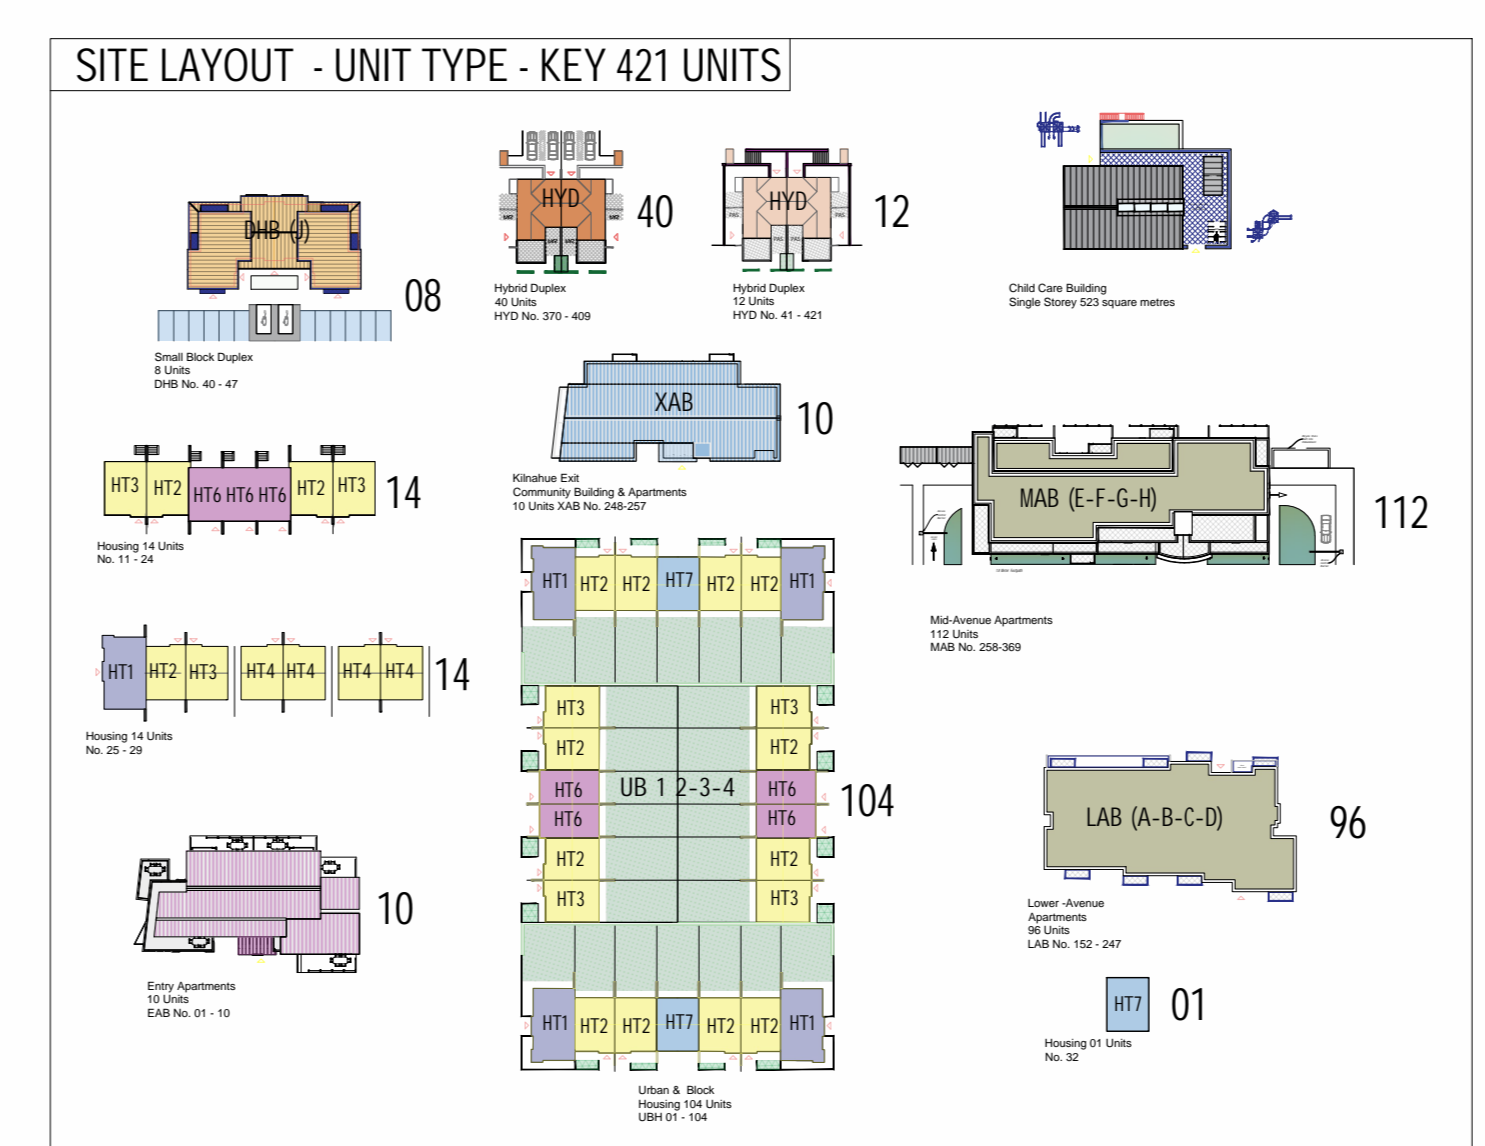 SITE LAYOUT - UNIT TYPE - KEY 421 UNITS
DHB (J)
08
Small Block Duplex
8 Units
DHB No. 40 - 47
HYD
40
Hybrid Duplex
40 Units
HYD No. 370 - 409
HYD
PAS
PAS
PAS
PAS
12
Hybrid Duplex
12 Units
HYD No. 41 - 421
Child Care Building
Single Storey 523 square metres
XAB
10
Kilnahue Exit
Community Building & Apartments
10 Units XAB No. 248-257
HT3 HT2 HT6 HT6 HT6 HT2 HT3
14
Housing 14 Units
No. 11 - 24
MAB (E-F-G-H)
112
Mid-Avenue Apartments
112 Units
MAB No. 258-369
HT1 HT2 HT3 HT4 HT4 HT4 HT4
14
Housing 14 Units
No. 25 - 29
HT1 HT2 HT2 HT7 HT2 HT2 HT1
HT3 HT3
HT2 HT2
HT6 UB 1 2-3-4 HT6
HT6 HT6
HT2 HT2
HT3 HT3
HT1 HT2 HT2 HT7 HT2 HT2 HT1
104
Urban & Block
Housing 104 Units
UBH 01 - 104
LAB (A-B-C-D)
96
Lower -Avenue
Apartments
96 Units
LAB No. 152 - 247
10
Entry Apartments
10 Units
EAB No. 01 - 10
HT7
01
Housing 01 Units
No. 32